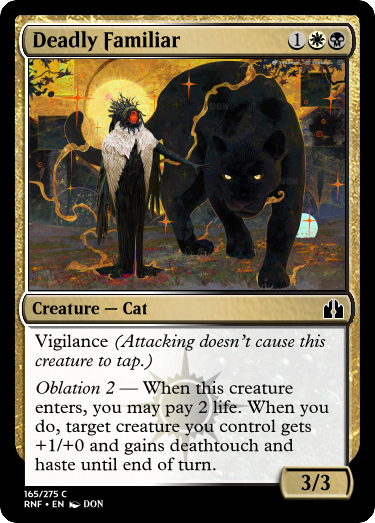 Deadly Familiar 1
Creature — Cat
Vigilance (Attacking doesn't cause this
creature to tap.)
Oblation 2 — When this creature
enters, you may pay 2 life. When you
do, target creature you control gets
+1/+0 and gains deathtouch and
haste until end of turn.
3/3
165/275 C
RNF • EN DON